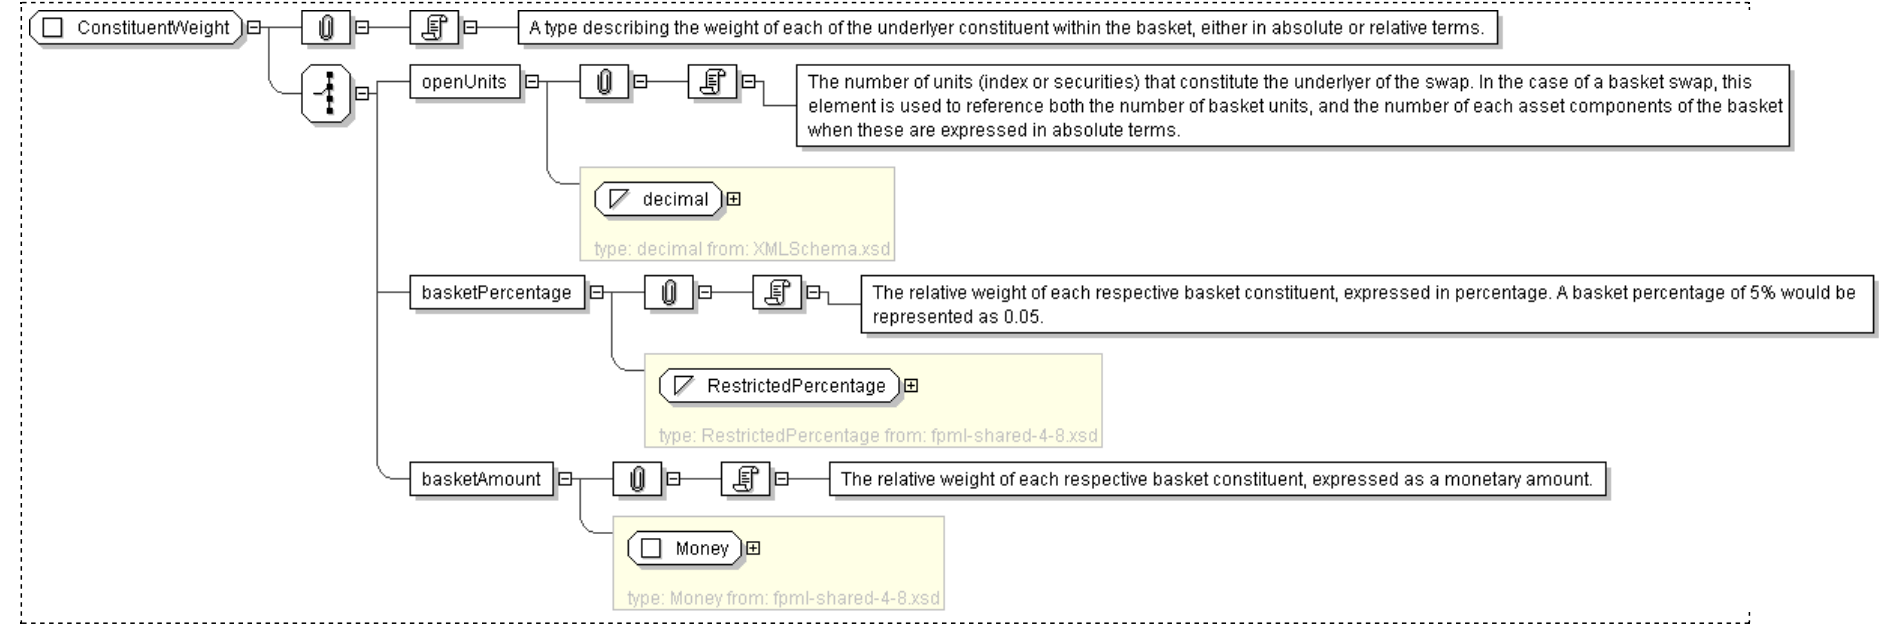 ConstituentWeight
A type describing the weight of each of the underlyer constituent within the basket, either in absolute or relative terms.
openUnits
The number of units (index or securities) that constitute the underlyer of the swap. In the case of a basket swap, this
element is used to reference both the number of basket units, and the number of each asset components of the basket
when these are expressed in absolute terms.
decimal
type: decimal from: XMLSchema.xsd
basketPercentage
The relative weight of each respective basket constituent, expressed in percentage. A basket percentage of 5% would be
represented as 0.05.
RestrictedPercentage
type: RestrictedPercentage from: fpml-shared-4-8.xsd
basketAmount
The relative weight of each respective basket constituent, expressed as a monetary amount.
Money
type: Money from: fpml-shared-4-8.xsd